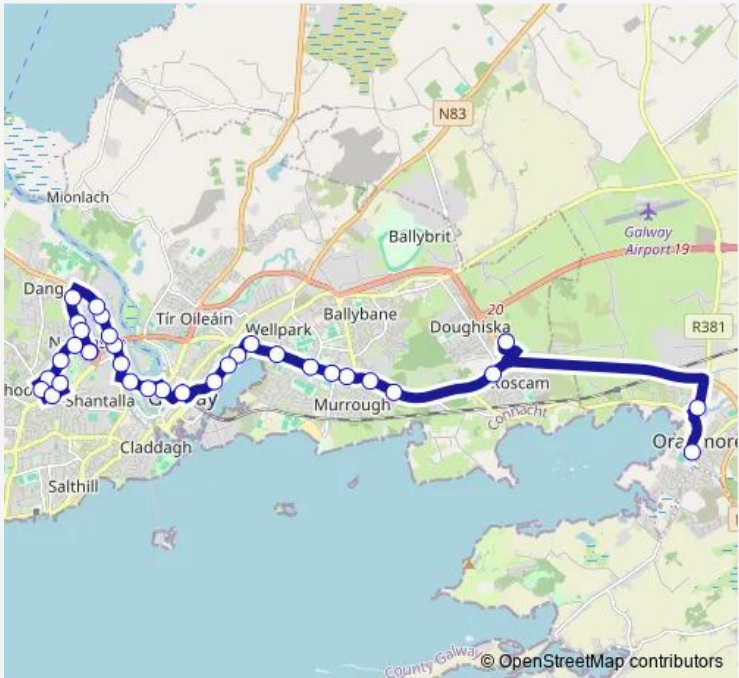 N83
Mionlach
Ballybrit
Galway
Airport 19
Dang
Tír Oileáin
Ballybane
20
Doughiska
Wellpark
R381
Roscam
Shantalla
Murrough
Connacht
Claddagh
Salthill
County Galway
© OpenStreetMap contributors